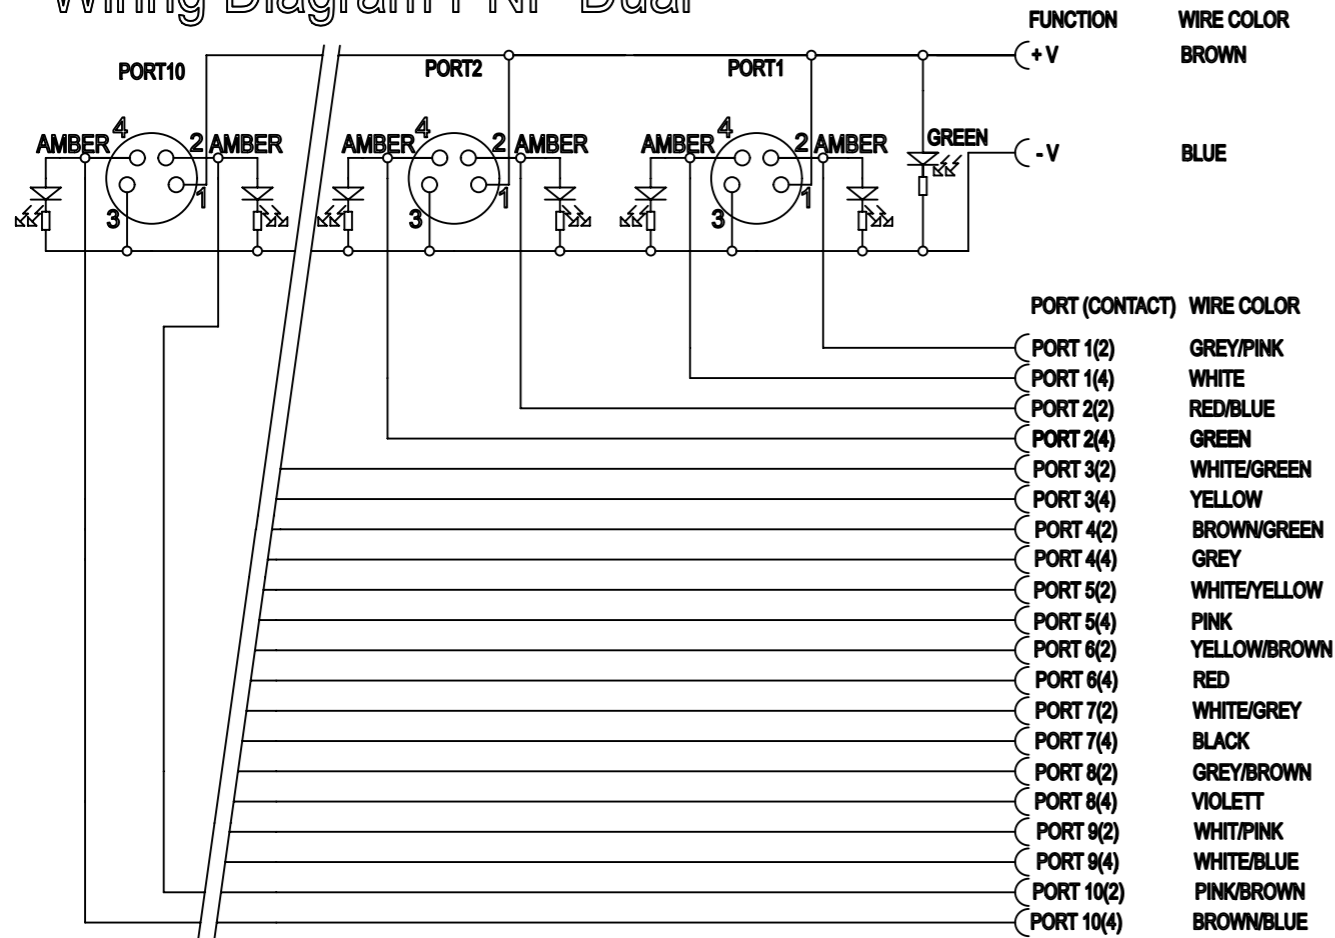 Wiring Diagram PNP Dual
FUNCTION WIRE COLOR
+ V BROWN
- V BLUE
PORT10 PORT2 PORT1
AMBER 4 2 AMBER AMBER 4 2 AMBER AMBER 4 2 AMBER GREEN
3 1 3 1 3 1
PORT (CONTACT) WIRE COLOR
PORT 1(2) GREY/PINK
PORT 1(4) WHITE
PORT 2(2) RED/BLUE
PORT 2(4) GREEN
PORT 3(2) WHITE/GREEN
PORT 3(4) YELLOW
PORT 4(2) BROWN/GREEN
PORT 4(4) GREY
PORT 5(2) WHITE/YELLOW
PORT 5(4) PINK
PORT 6(2) YELLOW/BROWN
PORT 6(4) RED
PORT 7(2) WHITE/GREY
PORT 7(4) BLACK
PORT 8(2) GREY/BROWN
PORT 8(4) VIOLETT
PORT 9(2) WHIT/PINK
PORT 9(4) WHITE/BLUE
PORT 10(2) PINK/BROWN
PORT 10(4) BROWN/BLUE